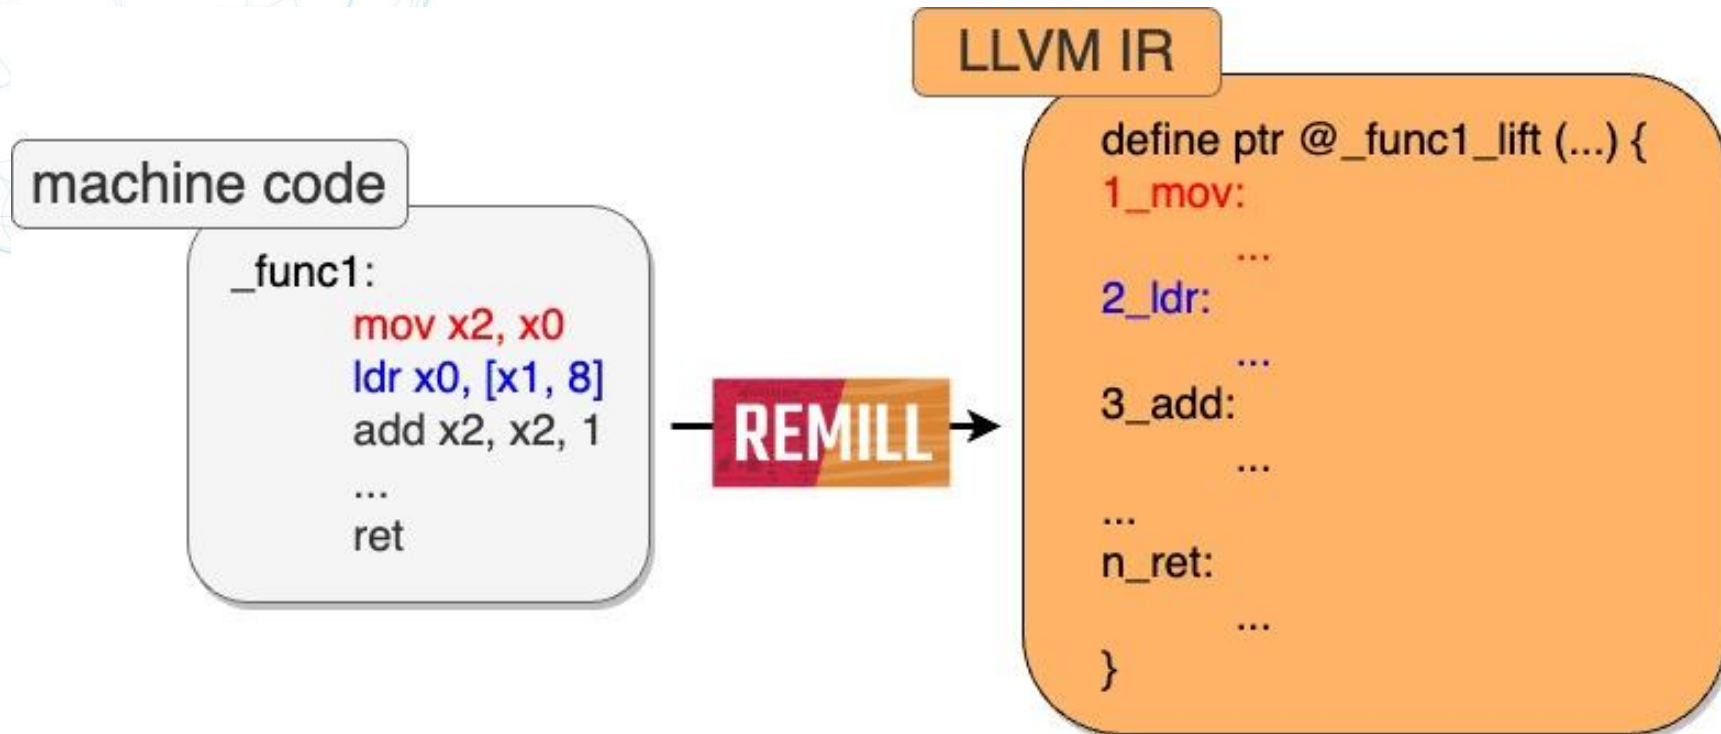 machine code
_func1:
mov x2, x0
ldr x0, [x1, 8]
add x2, x2, 1
...
ret
REMILL
LLVM IR
define ptr @_func1_lift (...) {
1_mov:
...
2_ldr:
...
3_add:
...
...
n_ret:
...
}